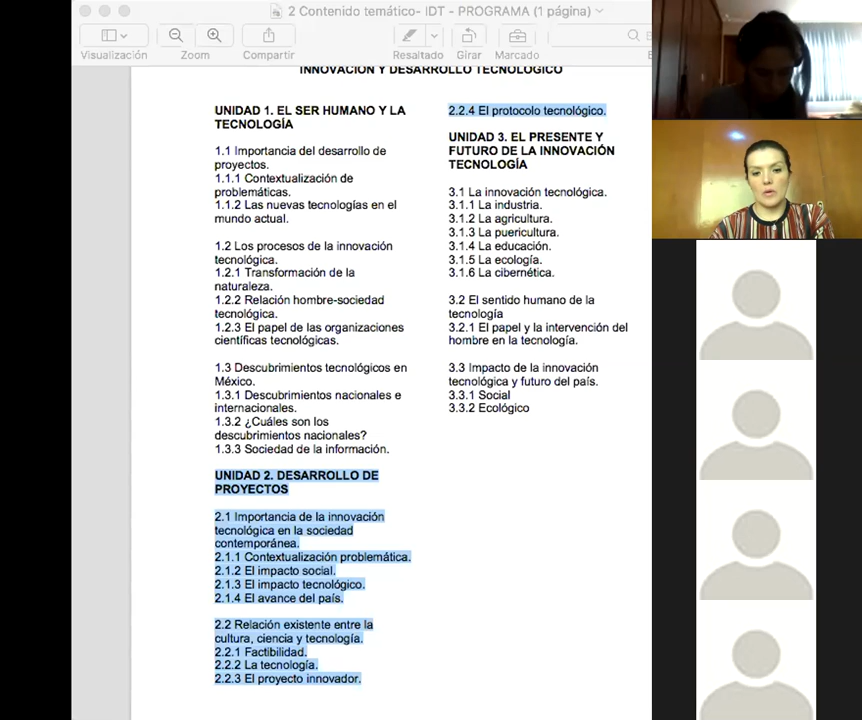 2 Contenido temático- IDT - PROGRAMA (1 página)
Visualización
Zoom
Compartir
Resaltado
Girar
Marcado
INNOVACIÓN Y DESARROLLO TECNOLÓGICO
UNIDAD 1. EL SER HUMANO Y LA
TECNOLOGÍA
1.1 Importancia del desarrollo de
proyectos.
1.1.1 Contextualización de
problemáticas.
1.1.2 Las nuevas tecnologías en el
mundo actual.
1.2 Los procesos de la innovación
tecnológica.
1.2.1 Transformación de la
naturaleza.
1.2.2 Relación hombre-sociedad
tecnológica.
1.2.3 El papel de las organizaciones
científicas tecnológicas.
1.3 Descubrimientos tecnológicos en
México.
1.3.1 Descubrimientos nacionales e
internacionales.
1.3.2 ¿Cuáles son los
descubrimientos nacionales?
1.3.3 Sociedad de la información.
UNIDAD 2. DESARROLLO DE
PROYECTOS
2.1 Importancia de la innovación
tecnológica en la sociedad
contemporánea.
2.1.1 Contextualización problemática.
2.1.2 El impacto social.
2.1.3 El impacto tecnológico.
2.1.4 El avance del país.
2.2 Relación existente entre la
cultura, ciencia y tecnología.
2.2.1 Factibilidad.
2.2.2 La tecnología.
2.2.3 El proyecto innovador.
2.2.4 El protocolo tecnológico.
UNIDAD 3. EL PRESENTE Y
FUTURO DE LA INNOVACIÓN
TECNOLOGÍA
3.1 La innovación tecnológica.
3.1.1 La industria.
3.1.2 La agricultura.
3.1.3 La puericultura.
3.1.4 La educación.
3.1.5 La ecología.
3.1.6 La cibernética.
3.2 El sentido humano de la
tecnología
3.2.1 El papel y la intervención del
hombre en la tecnología.
3.3 Impacto de la innovación
tecnológica y futuro del país.
3.3.1 Social
3.3.2 Ecológico